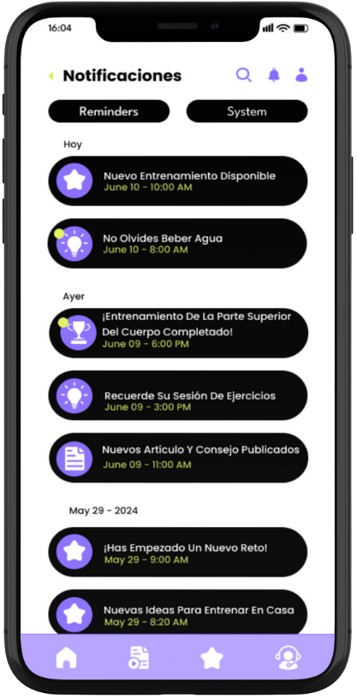 16:04
Notificaciones
Reminders
System
Hoy
Nuevo Entrenamiento Disponible
June 10 - 10:00 AM
No Olvides Beber Agua
June 10 - 8:00 AM
Ayer
¡Entrenamiento De La Parte Superior
Del Cuerpo Completado!
June 09 - 6:00 PM
Recuerde Su Sesión De Ejercicios
June 09 - 3:00 PM
Nuevos Artículo Y Consejo Publicados
June 09 - 11:00 AM
May 29 - 2024
¡Has Empezado Un Nuevo Reto!
May 29 - 9:00 AM
Nuevas Ideas Para Entrenar En Casa
May 29 - 8:20 AM